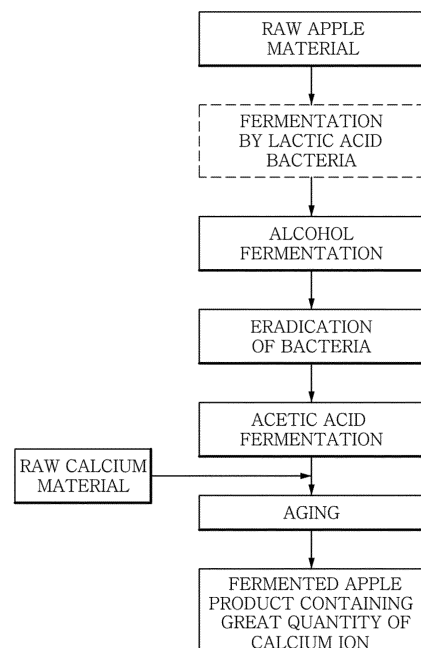 RAW APPLE
MATERIAL
FERMENTATION
BY LACTIC ACID
BACTERIA
ALCOHOL
FERMENTATION
ERADICATION
OF BACTERIA
ACETIC ACID
FERMENTATION
RAW CALCIUM
MATERIAL
AGING
FERMENTED APPLE
PRODUCT CONTAINING
GREAT QUANTITY OF
CALCIUM ION